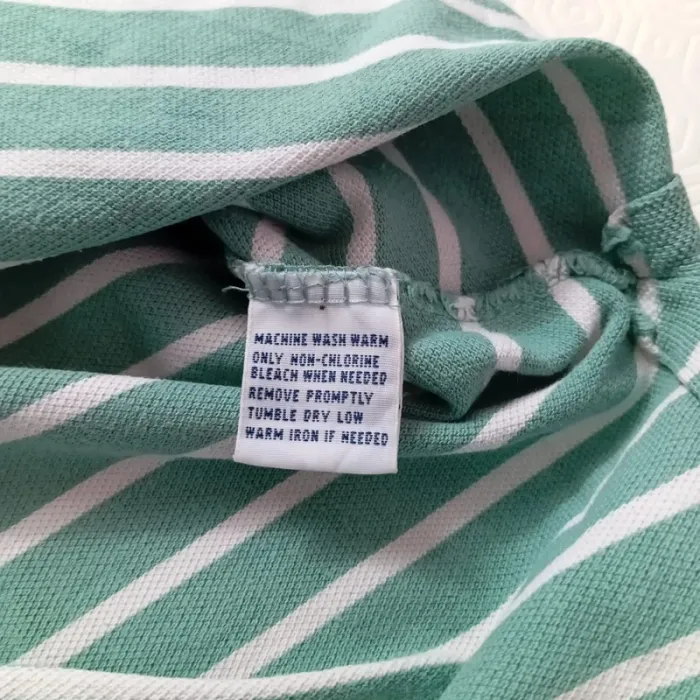 MACHINE WASH WARM
ONLY NON-CHLORINE
BLEACH WHEN NEEDED
REMOVE PROMPTLY
TUMBLE DRY LOW
WARM IRON IF NEEDED